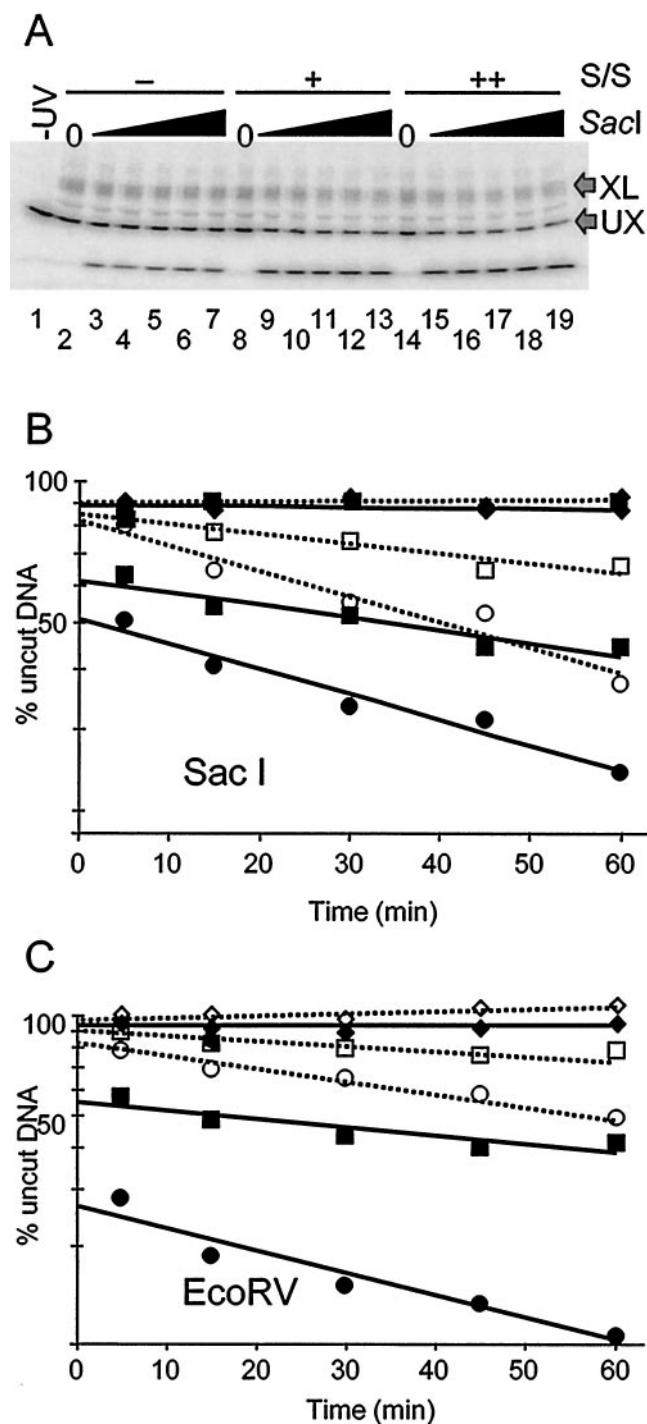 A
-UV
– + ++ S/S
0 0 0 SacI
XL
UX
1 3 5 7 9 11 13 15 17 19
2 4 6 8 10 12 14 16 18
B
100
50
% uncut DNA
Sac I
0 10 20 30 40 50 60
Time (min)
C
100
50
% uncut DNA
EcoRV
0 10 20 30 40 50 60
Time (min)